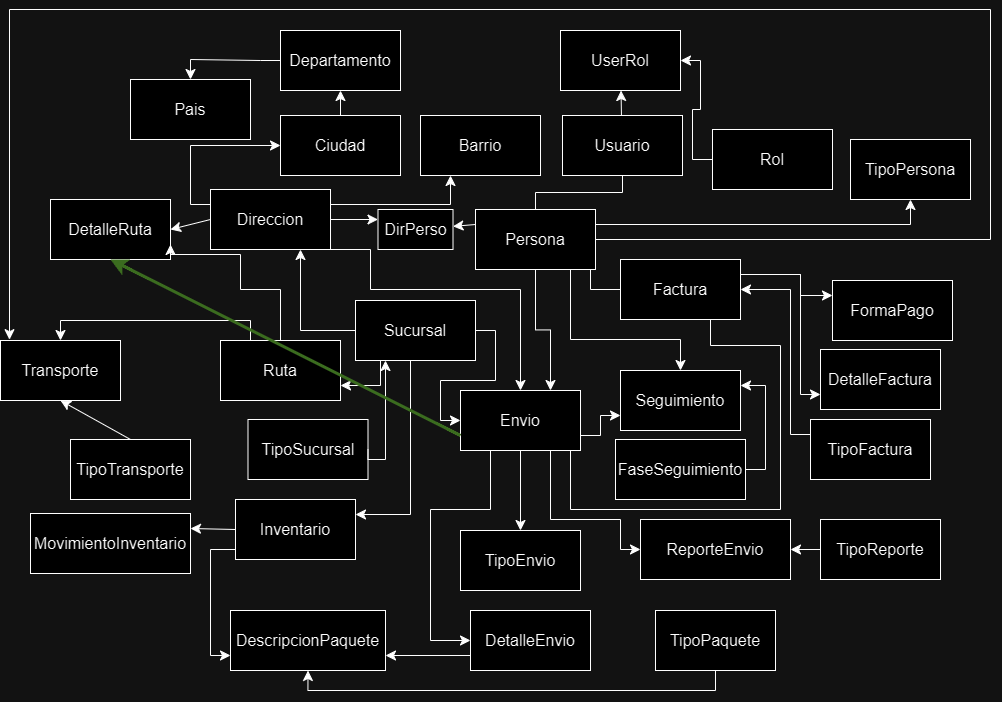 Departamento
UserRol
Pais
Ciudad
Barrio
Usuario
Rol
TipoPersona
DetalleRuta
Direccion
DirPerso
Persona
Factura
FormaPago
Sucursal
Transporte
Ruta
DetalleFactura
Seguimiento
Envio
TipoTransporte
TipoSucursal
FaseSeguimiento
TipoFactura
MovimientoInventario
Inventario
TipoEnvio
ReporteEnvio
TipoReporte
DescripcionPaquete
DetalleEnvio
TipoPaquete